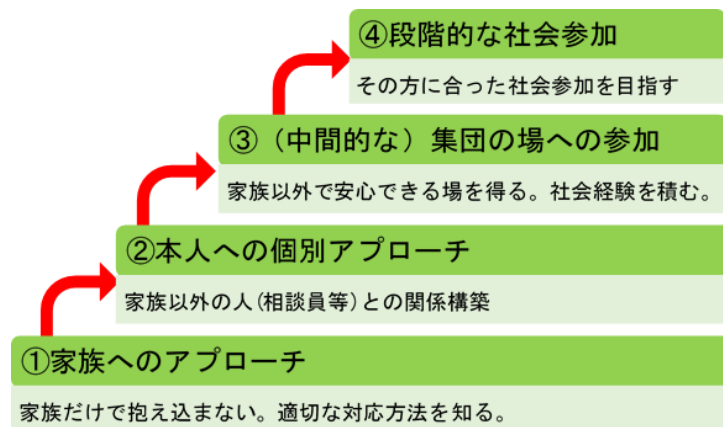 ④段階的な社会参加
その方に合った社会参加を目指す
③（中間的な）集団の場への参加
家族以外で安心できる場を得る。社会経験を積む。
②本人への個別アプローチ
家族以外の人(相談員等)との関係構築
①家族へのアプローチ
家族だけで抱え込まない。適切な対応方法を知る。